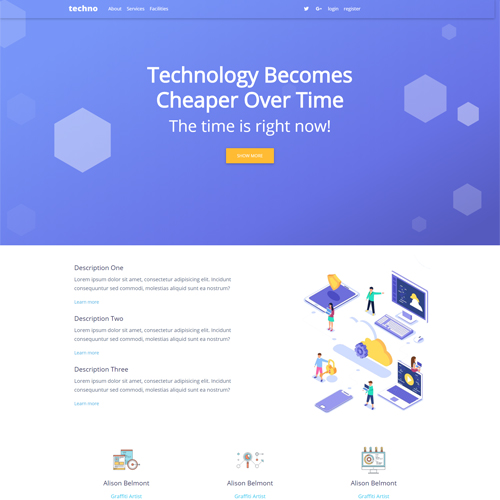 techno About Services Facilities login register
Technology Becomes
Cheaper Over Time
The time is right now!
SHOW MORE
Description One
Lorem ipsum dolor sit amet, consectetur adipisicing elit. Incidunt
consequuntur sed commodi, molestias aliquid sunt ea nostrum?
Learn more
Description Two
Lorem ipsum dolor sit amet, consectetur adipisicing elit. Incidunt
consequuntur sed commodi, molestias aliquid sunt ea nostrum?
Learn more
Description Three
Lorem ipsum dolor sit amet, consectetur adipisicing elit. Incidunt
consequuntur sed commodi, molestias aliquid sunt ea nostrum?
Learn more
Alison Belmont Alison Belmont Alison Belmont
Graffiti Artist Graffiti Artist Graffiti Artist